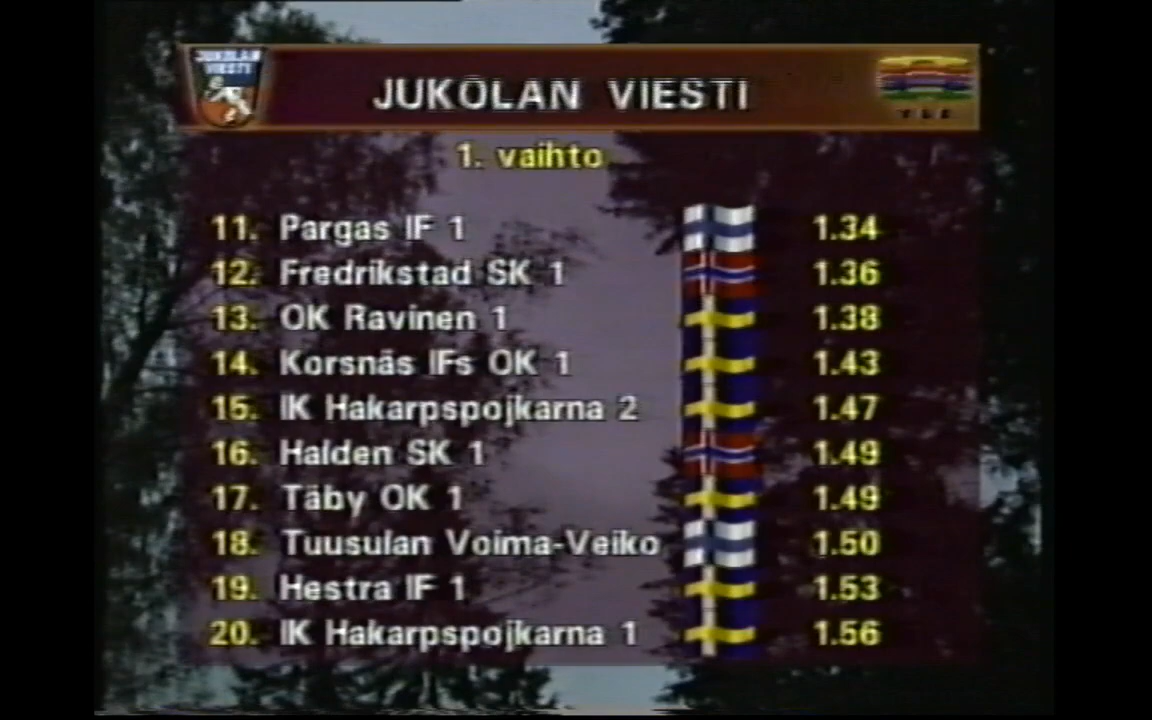 JUKOLAN VIESTI
JUKOLAN VIESTI
YLE
1. vaihto
11. Pargas IF 1 1.34
12. Fredrikstad SK 1 1.36
13. OK Ravinen 1 1.38
14. Korsnäs IFs OK 1 1.43
15. IK Hakarpspojkarna 2 1.47
16. Halden SK 1 1.49
17. Täby OK 1 1.49
18. Tuusulan Voima-Veiko 1.50
19. Hestra IF 1 1.53
20. IK Hakarpspojkarna 1 1.56